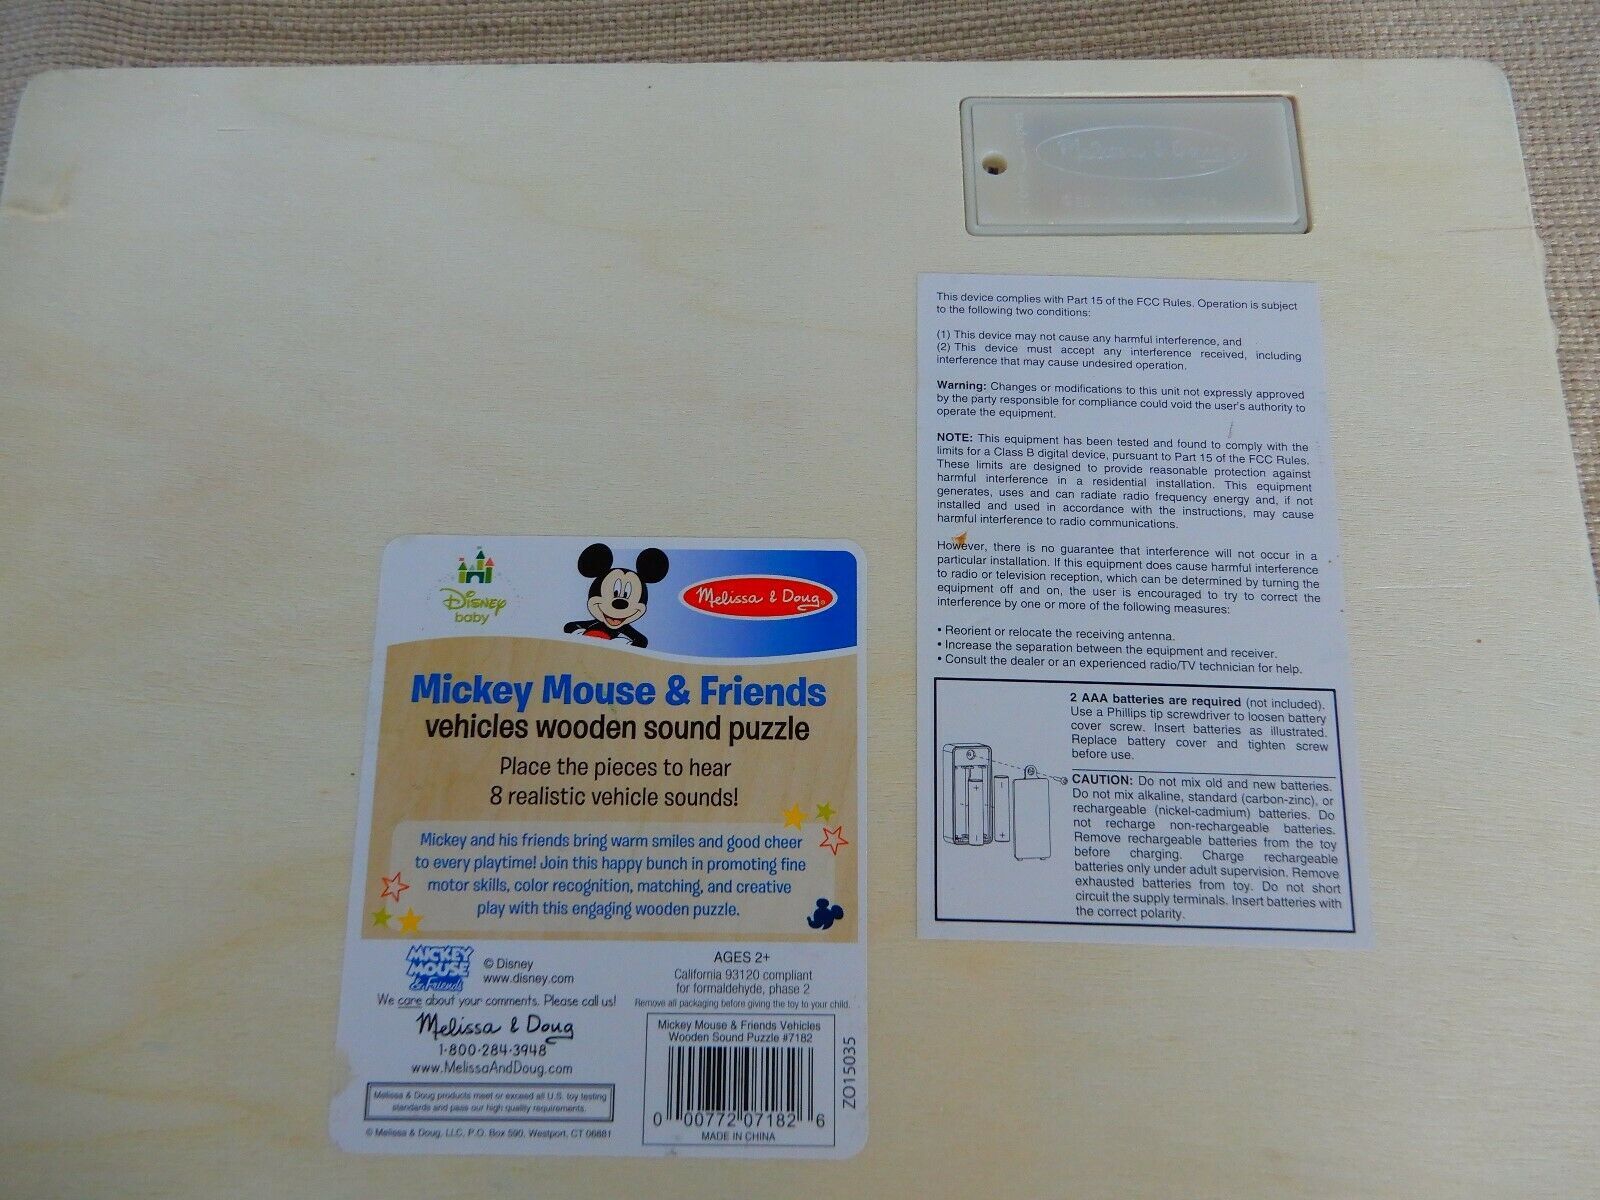 Melissa & Doug
This device complies with Part 15 of the FCC Rules. Operation is subject
to the following two conditions:
(1) This device may not cause any harmful interference, and
(2) This device must accept any interference received, including
interference that may cause undesired operation.
Warning: Changes or modifications to this unit not expressly approved
by the party responsible for compliance could void the user's authority to
operate the equipment.
NOTE: This equipment has been tested and found to comply with the
limits for a Class B digital device, pursuant to Part 15 of the FCC Rules.
These limits are designed to provide reasonable protection against
harmful interference in a residential installation. This equipment
generates, uses and can radiate radio frequency energy and, if not
installed and used in accordance with the instructions, may cause
harmful interference to radio communications.
However, there is no guarantee that interference will not occur in a
particular installation. If this equipment does cause harmful interference
to radio or television reception, which can be determined by turning the
equipment off and on, the user is encouraged to try to correct the
interference by one or more of the following measures:
• Reorient or relocate the receiving antenna.
• Increase the separation between the equipment and receiver.
• Consult the dealer or an experienced radio/TV technician for help.
2 AAA batteries are required (not included).
Use a Phillips tip screwdriver to loosen battery
cover screw. Insert batteries as illustrated.
Replace battery cover and tighten screw
before use.
CAUTION: Do not mix old and new batteries.
Do not mix alkaline, standard (carbon-zinc), or
rechargeable (nickel-cadmium) batteries. Do
not recharge non-rechargeable batteries.
Remove rechargeable batteries from the toy
before charging. Charge rechargeable
batteries only under adult supervision. Remove
exhausted batteries from toy. Do not short
circuit the supply terminals. Insert batteries with
the correct polarity.
Disney
baby
Melissa & Doug®
Mickey Mouse & Friends
vehicles wooden sound puzzle
Place the pieces to hear
8 realistic vehicle sounds!
Mickey and his friends bring warm smiles and good cheer
to every playtime! Join this happy bunch in promoting fine
motor skills, color recognition, matching, and creative
play with this engaging wooden puzzle.
MICKEY
MOUSE
& Friends
© Disney
www.disney.com
We care about your comments. Please call us!
Melissa & Doug
1-800-284-3948
www.MelissaAndDoug.com
Melissa & Doug products meet or exceed all U.S. toy testing
standards and pass our high quality requirements.
© Melissa & Doug, LLC, P.O. Box 590, Westport, CT 06881
AGES 2+
California 93120 compliant
for formaldehyde, phase 2
Remove all packaging before giving the toy to your child.
Mickey Mouse & Friends Vehicles
Wooden Sound Puzzle #7182
0 00772 07182 6
MADE IN CHINA
ZO15035